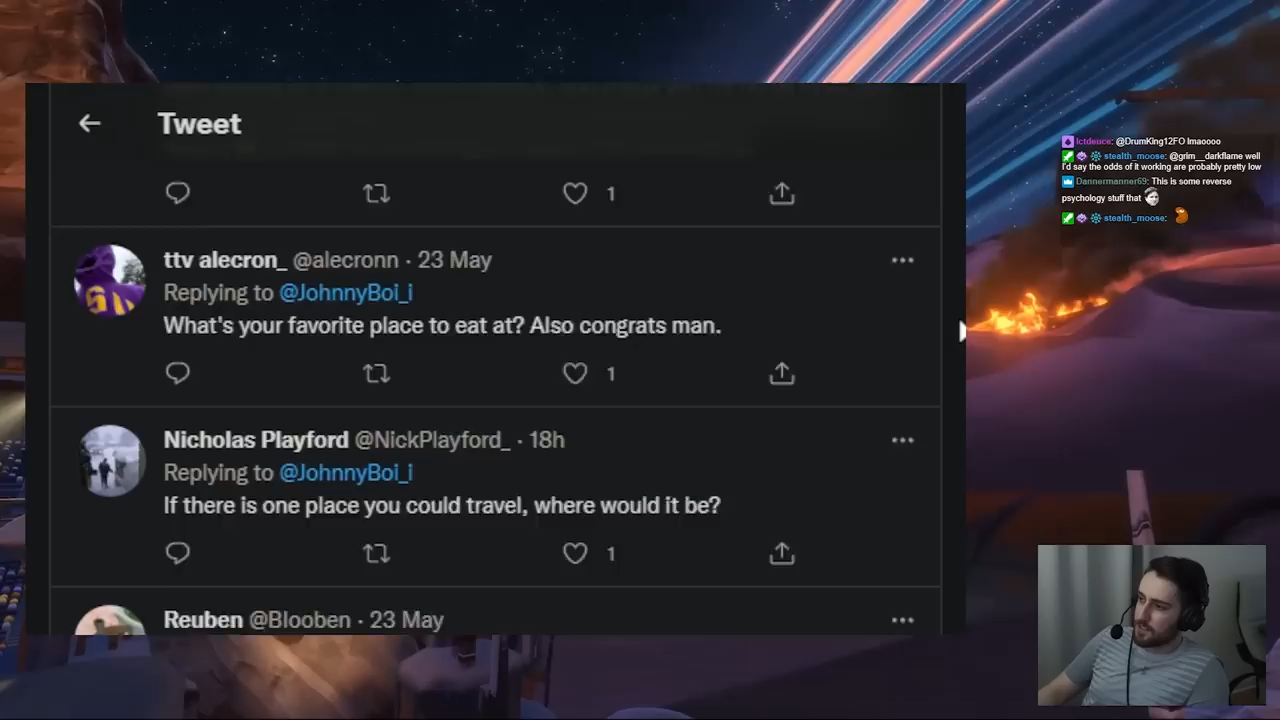 Tweet
1
ttv alecron_ @alecronn · 23 May
Replying to @JohnnyBoi_i
What's your favorite place to eat at? Also congrats man.
1
Nicholas Playford @NickPlayford_ · 18h
Replying to @JohnnyBoi_i
If there is one place you could travel, where would it be?
1
Reuben @Blooben · 23 May
Ictdeuce: @DrumKing12FO lmaoooo
stealth_moose: @grim__darkflame well
I'd say the odds of it working are probably pretty low
Dannermanner69: This is some reverse
psychology stuff that
stealth_moose: